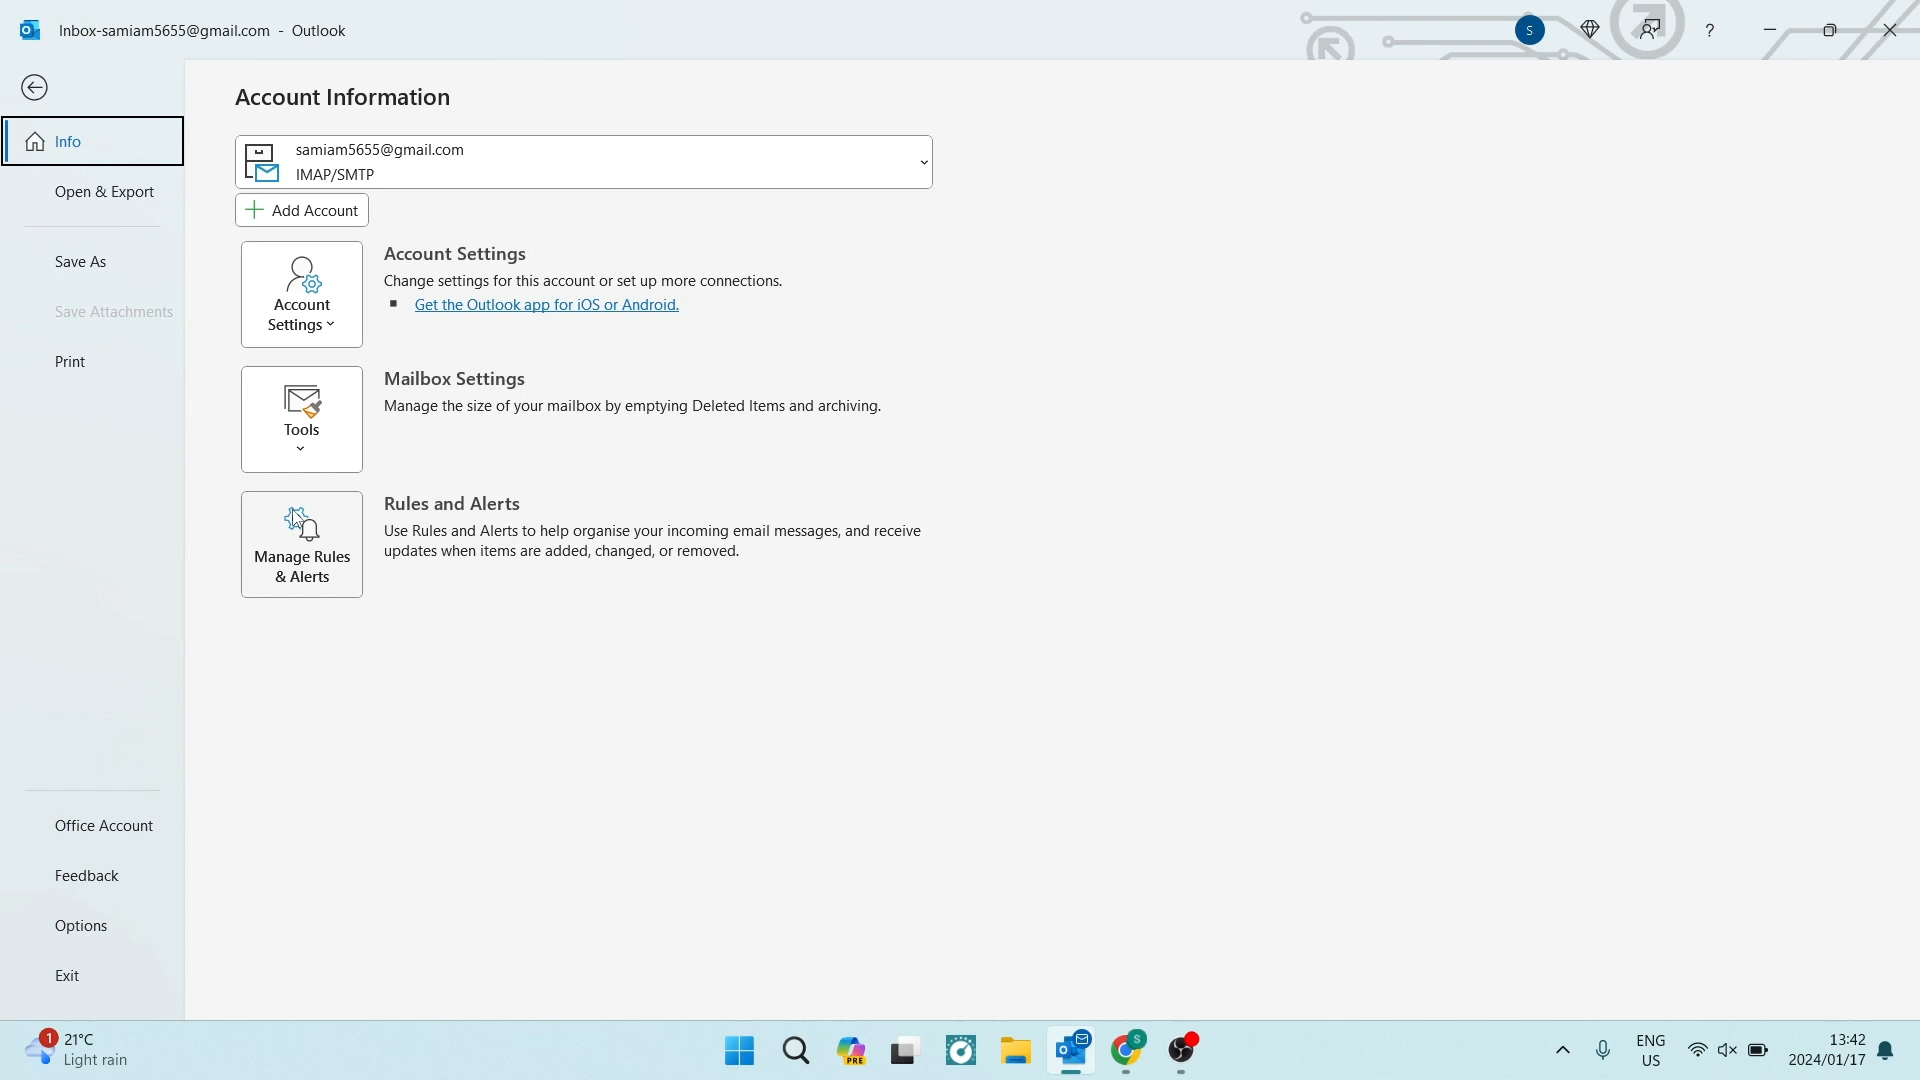 Inbox-samiam5655@gmail.com - Outlook
S
?
Info
Open & Export
Save As
Save Attachments
Print
Office Account
Feedback
Options
Exit
Account Information
samiam5655@gmail.com
IMAP/SMTP
Add Account
Account
Settings
Account Settings
Change settings for this account or set up more connections.
Get the Outlook app for iOS or Android.
Tools
Mailbox Settings
Manage the size of your mailbox by emptying Deleted Items and archiving.
Manage Rules
& Alerts
Rules and Alerts
Use Rules and Alerts to help organise your incoming email messages, and receive
updates when items are added, changed, or removed.
1
21°C
Light rain
PRE
S
ENG
US
13:42
2024/01/17